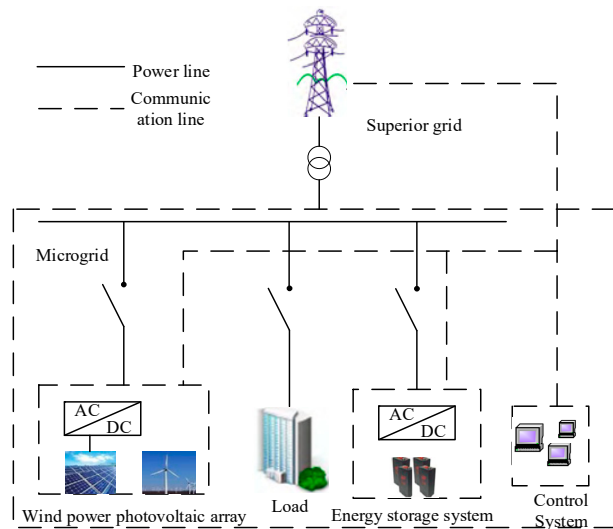 Power line
Communic
ation line
Superior grid
Microgrid
AC
DC
AC
DC
Wind power photovoltaic array
Load
Energy storage system
Control
System